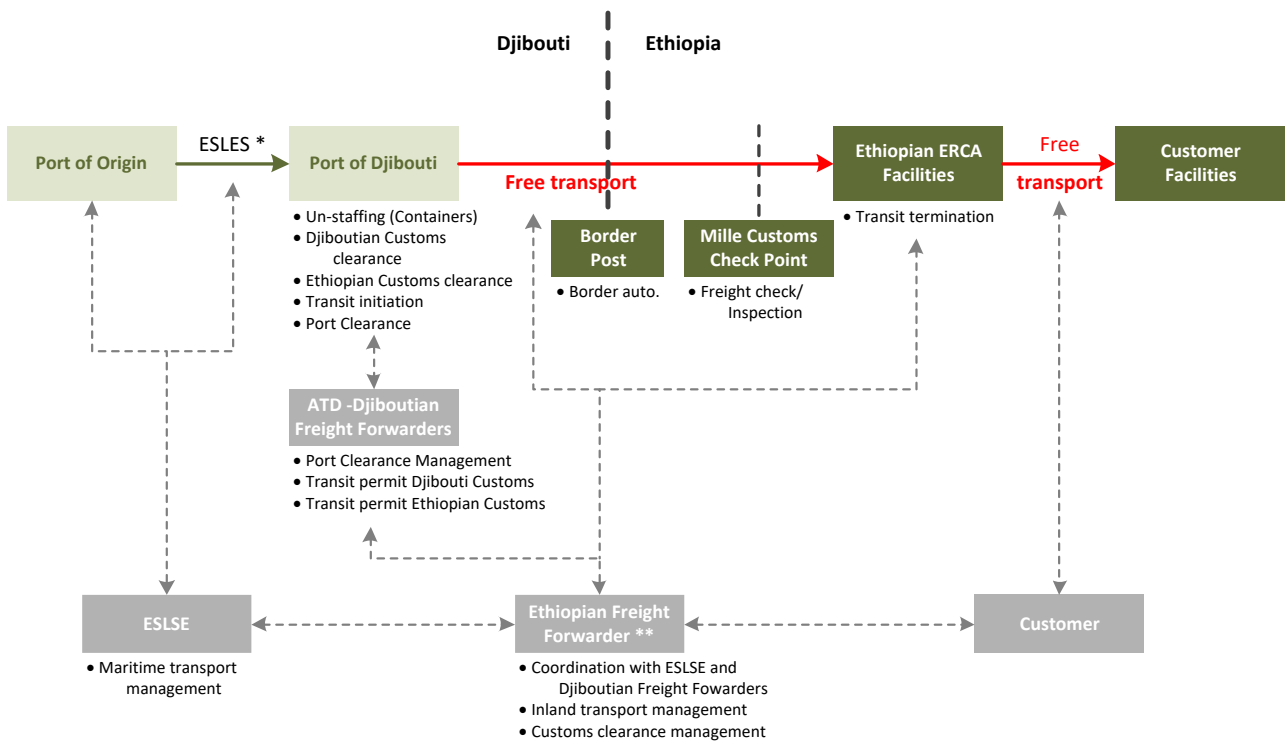 Djibouti
Ethiopia
Port of Origin
ESLES *
Port of Djibouti
Free transport
Ethiopian ERCA
Facilities
Free
transport
Customer
Facilities
• Un-staffing (Containers)
• Djiboutian Customs
clearance
• Ethiopian Customs clearance
• Transit initiation
• Port Clearance
Border
Post
• Border auto.
Mille Customs
Check Point
• Freight check/
Inspection
• Transit termination
ATD -Djiboutian
Freight Forwarders
• Port Clearance Management
• Transit permit Djibouti Customs
• Transit permit Ethiopian Customs
ESLSE
• Maritime transport
management
Ethiopian Freight
Forwarder **
• Coordination with ESLSE and
Djiboutian Freight Fowarders
• Inland transport management
• Customs clearance management
Customer